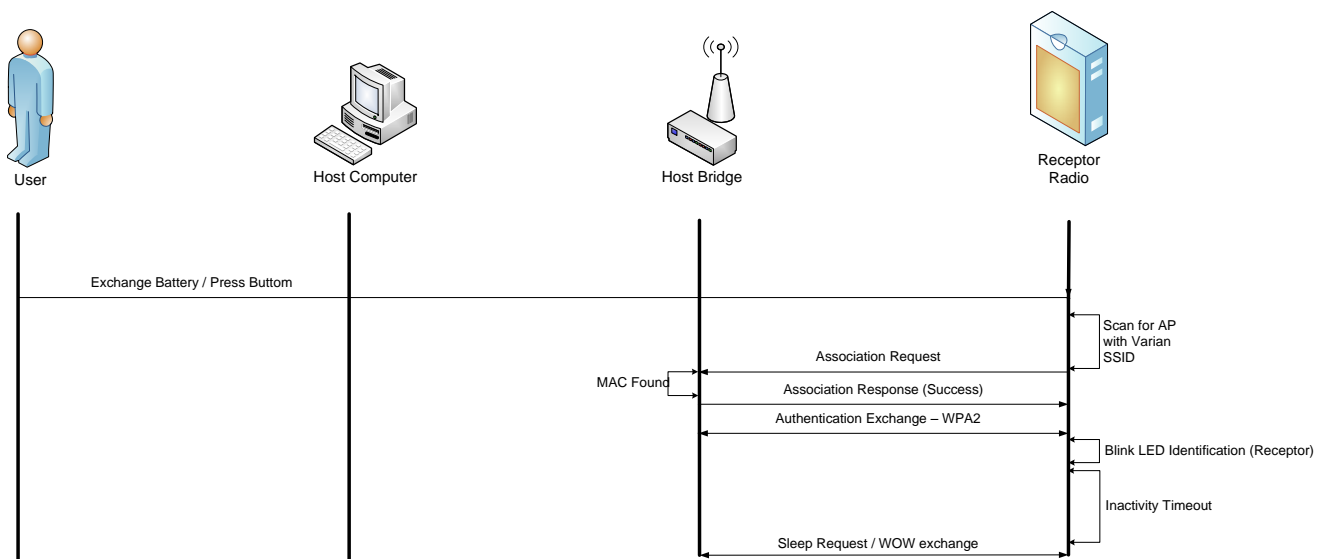 User
Host Computer
Host Bridge
Receptor
Radio
Exchange Battery / Press Buttom
Scan for AP
with Varian
SSID
Association Request
MAC Found
Association Response (Success)
Authentication Exchange – WPA2
Blink LED Identification (Receptor)
Inactivity Timeout
Sleep Request / WOW exchange